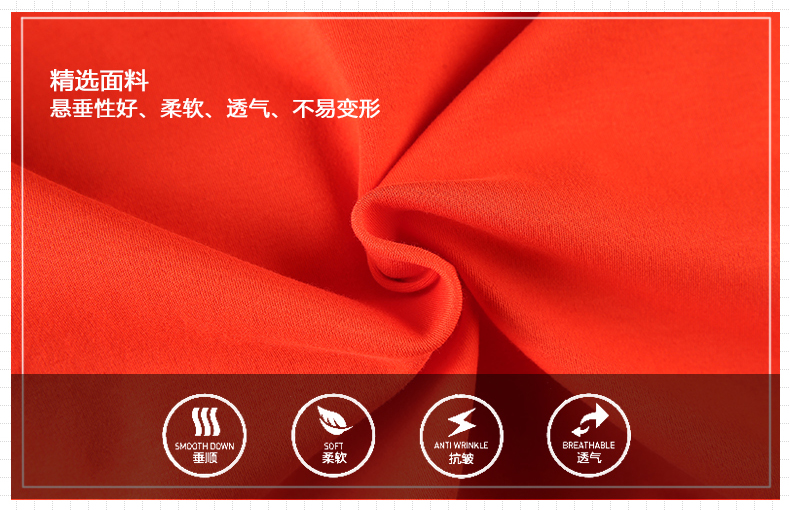 精选面料
悬垂性好、柔软、透气、不易变形
SMOOTH DOWN
垂顺
SOFT
柔软
ANTI WRINKLE
抗皱
BREATHABLE
透气